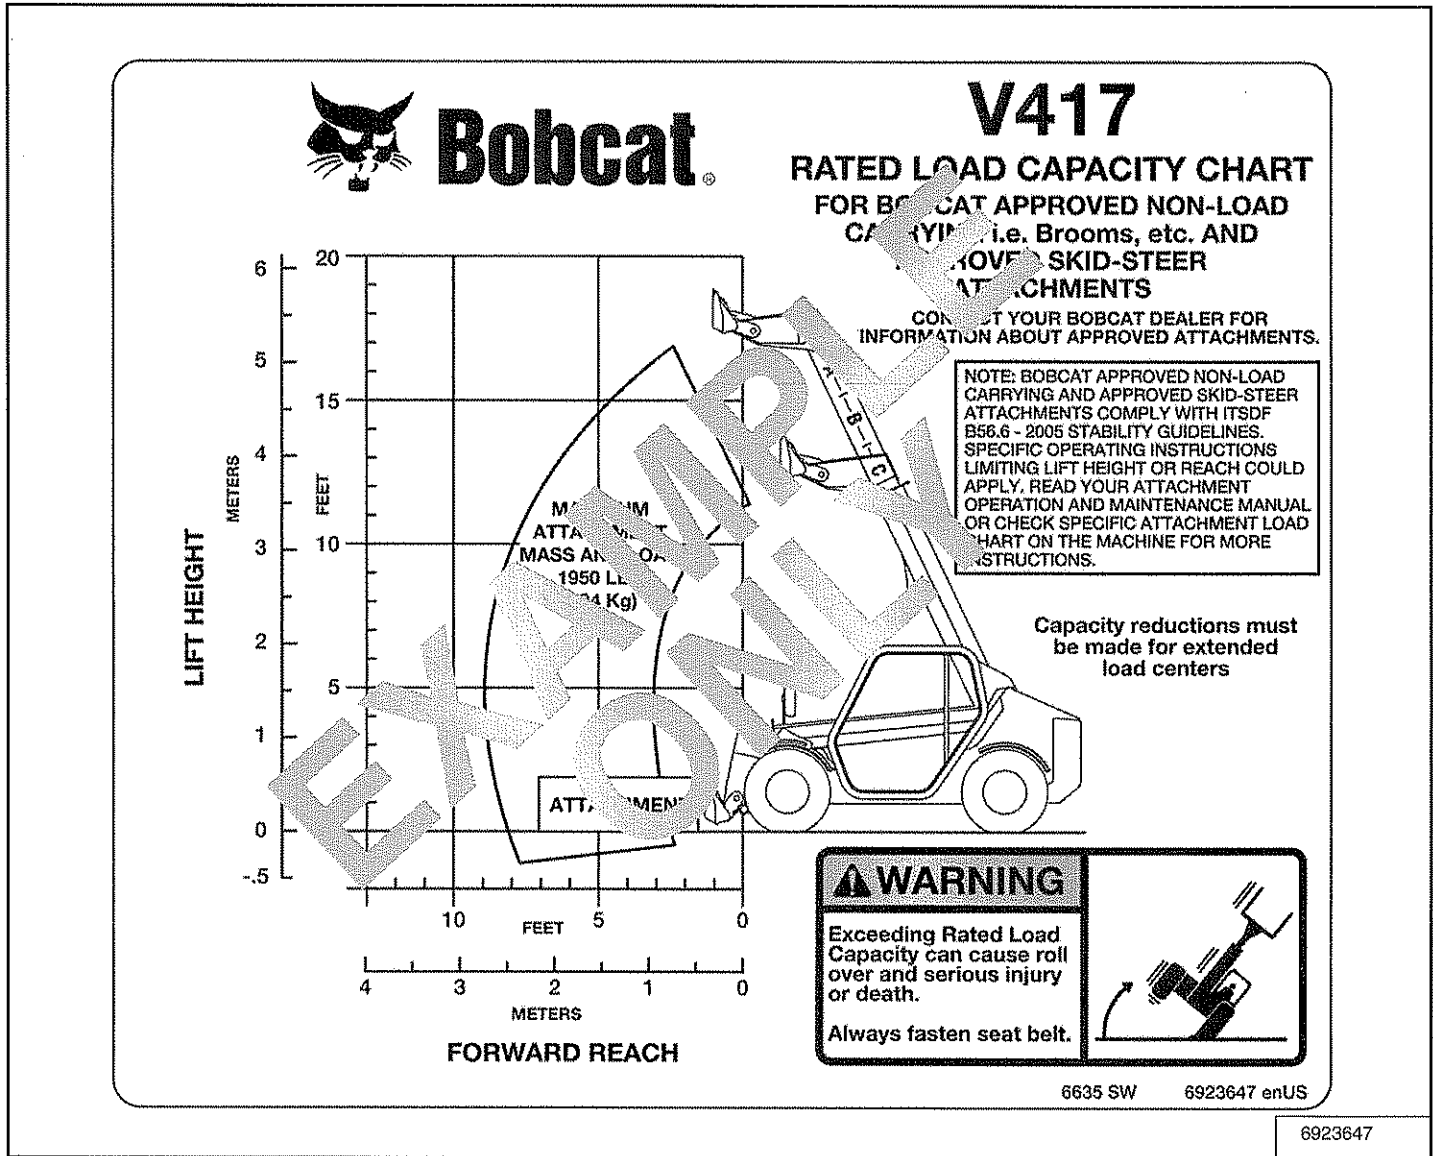 Bobcat®
V417
RATED LOAD CAPACITY CHART
FOR BOBCAT APPROVED NON-LOAD
CARRYING i.e. Brooms, etc. AND
APPROVED SKID-STEER
ATTACHMENTS
CONTACT YOUR BOBCAT DEALER FOR
INFORMATION ABOUT APPROVED ATTACHMENTS.
NOTE: BOBCAT APPROVED NON-LOAD
CARRYING AND APPROVED SKID-STEER
ATTACHMENTS COMPLY WITH ITSDF
B56.6 - 2005 STABILITY GUIDELINES.
SPECIFIC OPERATING INSTRUCTIONS
LIMITING LIFT HEIGHT OR REACH COULD
APPLY. READ YOUR ATTACHMENT
OPERATION AND MAINTENANCE MANUAL
OR CHECK SPECIFIC ATTACHMENT LOAD
CHART ON THE MACHINE FOR MORE
INSTRUCTIONS.
Capacity reductions must
be made for extended
load centers
LIFT HEIGHT
METERS
6
5
4
3
2
1
0
-.5
FEET
20
15
10
5
A-I-B-I-C
MAXIMUM
ATTACHMENT
MASS AND LOAD
1950 LB
Kg)
ATTACHMENT
EXAMPLE
ONLY
10 5 0
FEET
4 3 2 1 0
METERS
FORWARD REACH
WARNING
Exceeding Rated Load
Capacity can cause roll
over and serious injury
or death.
Always fasten seat belt.
6635 SW 6923647 enUS
6923647